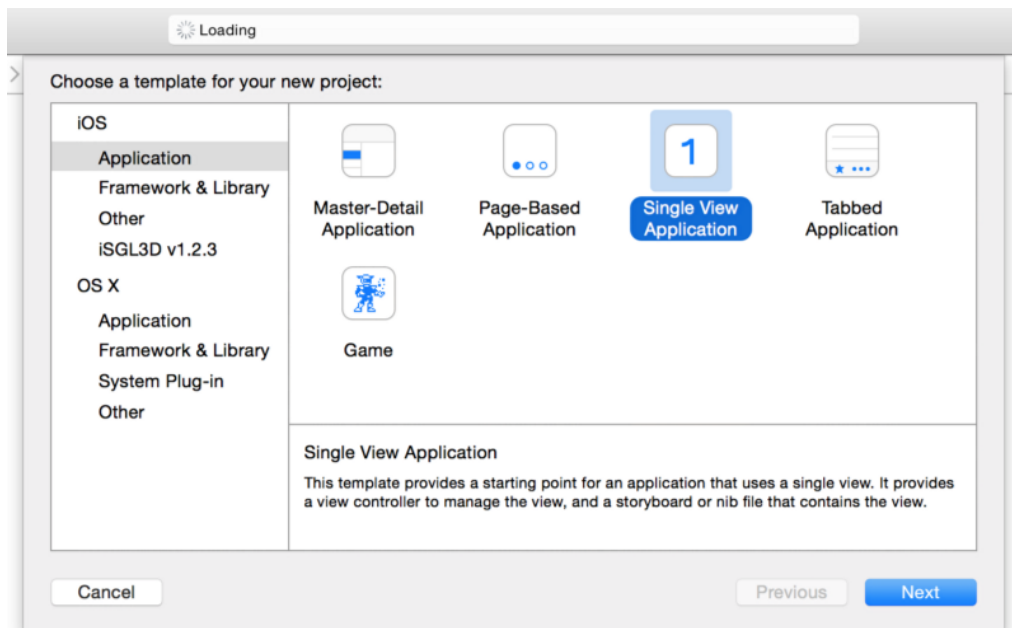 Loading
Choose a template for your new project:
iOS
Application
Framework & Library
Other
iSGL3D v1.2.3
OS X
Application
Framework & Library
System Plug-in
Other
Master-Detail
Application
Page-Based
Application
1
Single View
Application
Tabbed
Application
Game
Single View Application
This template provides a starting point for an application that uses a single view. It provides
a view controller to manage the view, and a storyboard or nib file that contains the view.
Cancel
Previous
Next